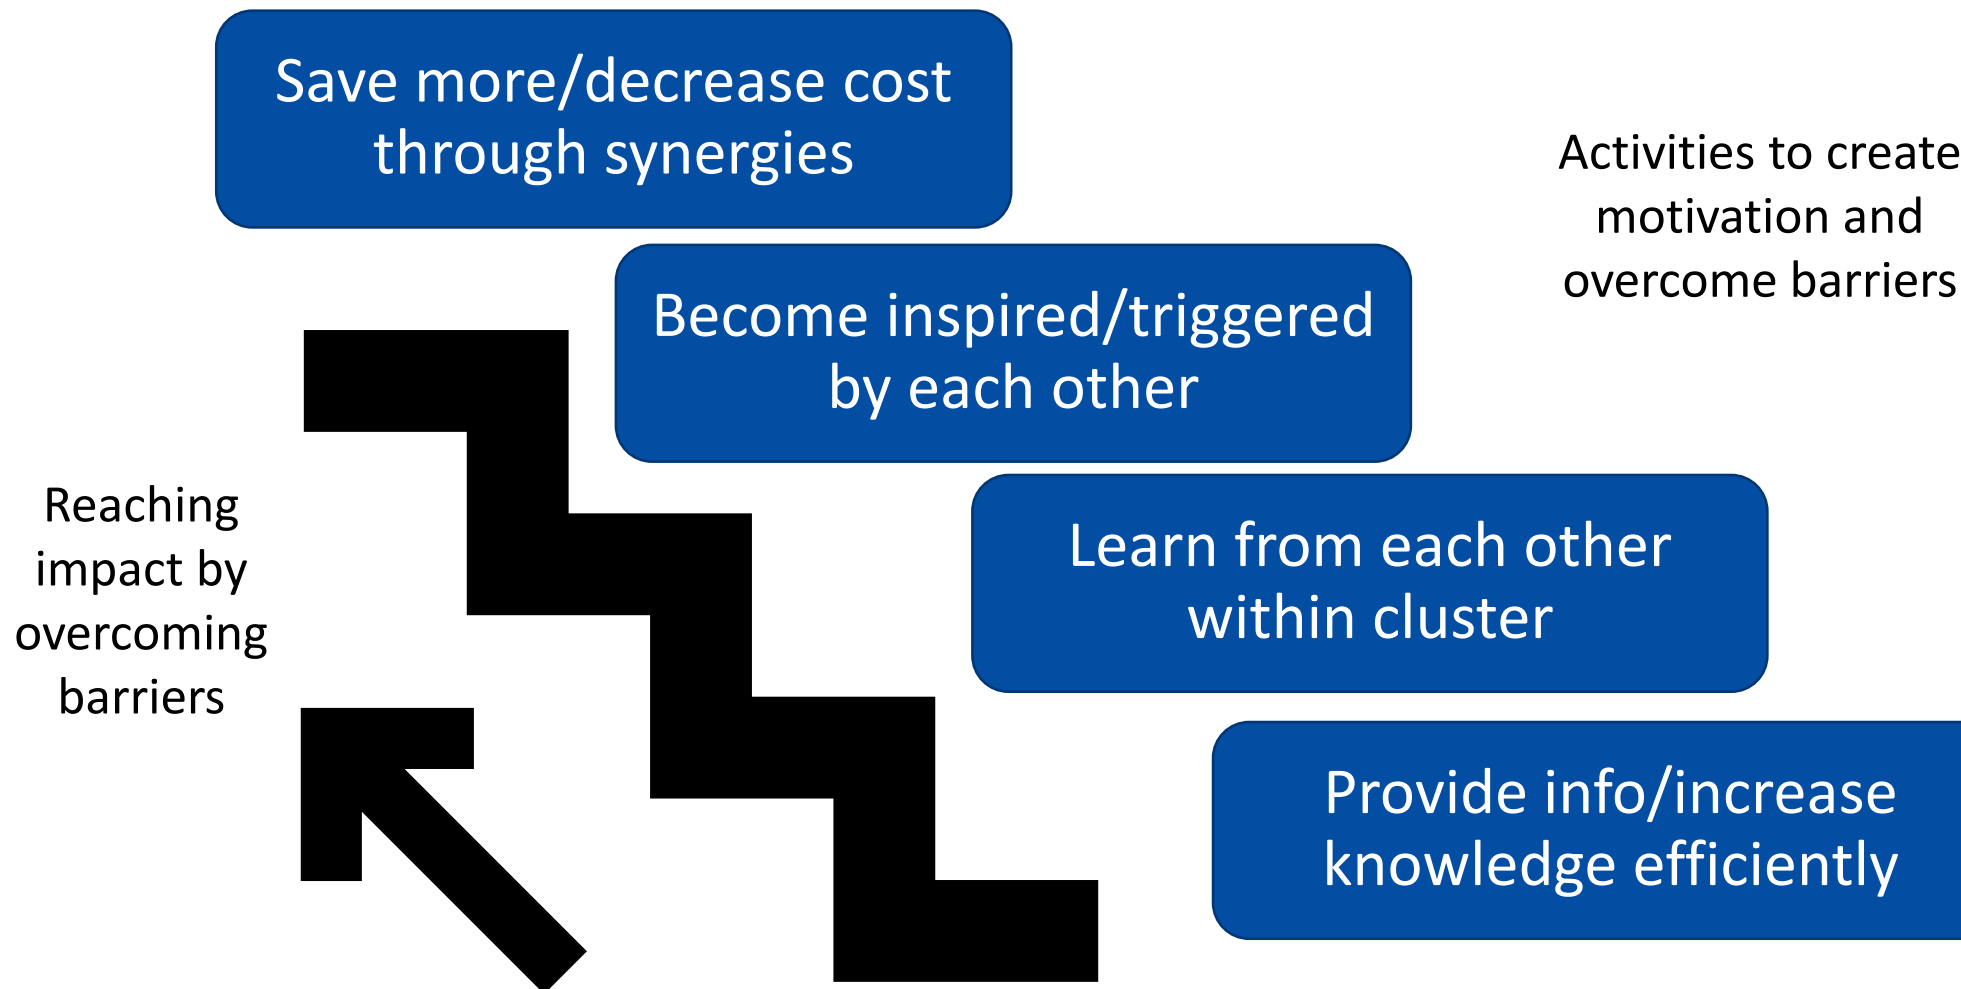 Save more/decrease cost
through synergies
Activities to create
motivation and
overcome barriers
Become inspired/triggered
by each other
Reaching
impact by
overcoming
barriers
Learn from each other
within cluster
Provide info/increase
knowledge efficiently